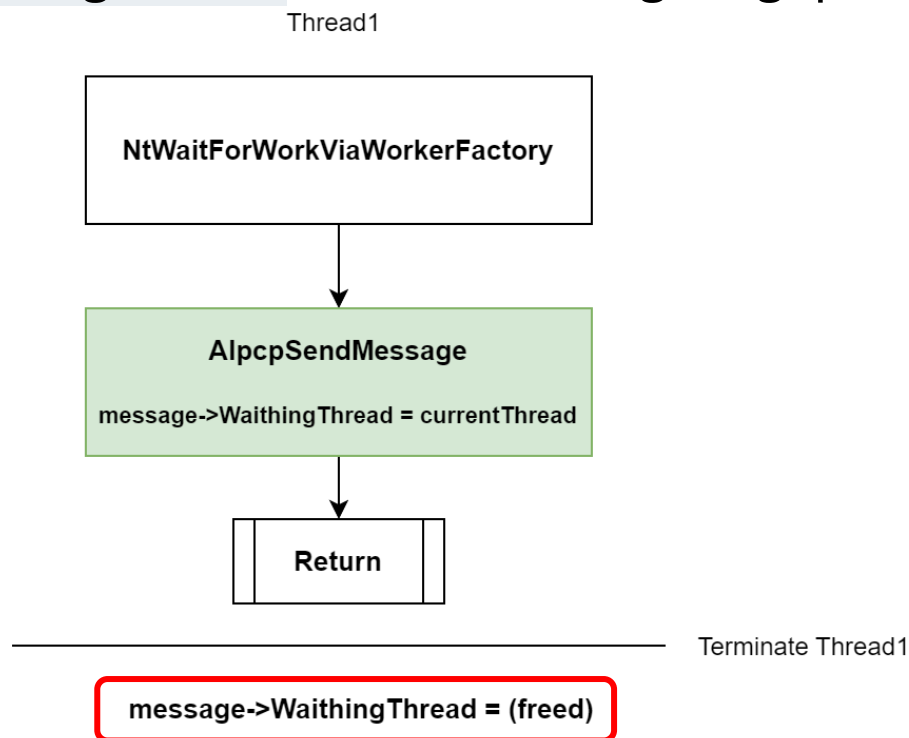 Thread1
NtWaitForWorkViaWorkerFactory
AlpcpSendMessage
message->WaithingThread = currentThread
Return
Terminate Thread1
message->WaithingThread = (freed)